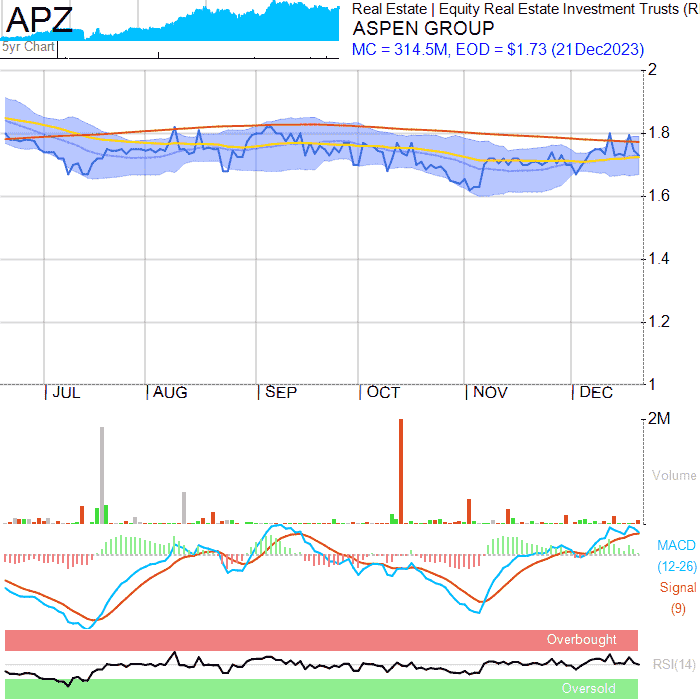 APZ
5yr Chart
Real Estate | Equity Real Estate Investment Trusts (R
ASPEN GROUP
MC = 314.5M, EOD = $1.73 (21Dec2023)
2
1.8
1.6
1.4
1.2
1
JUL AUG SEP OCT NOV DEC
2M
Volume
MACD
(12-26)
Signal
(9)
Overbought
RSI(14)
Oversold